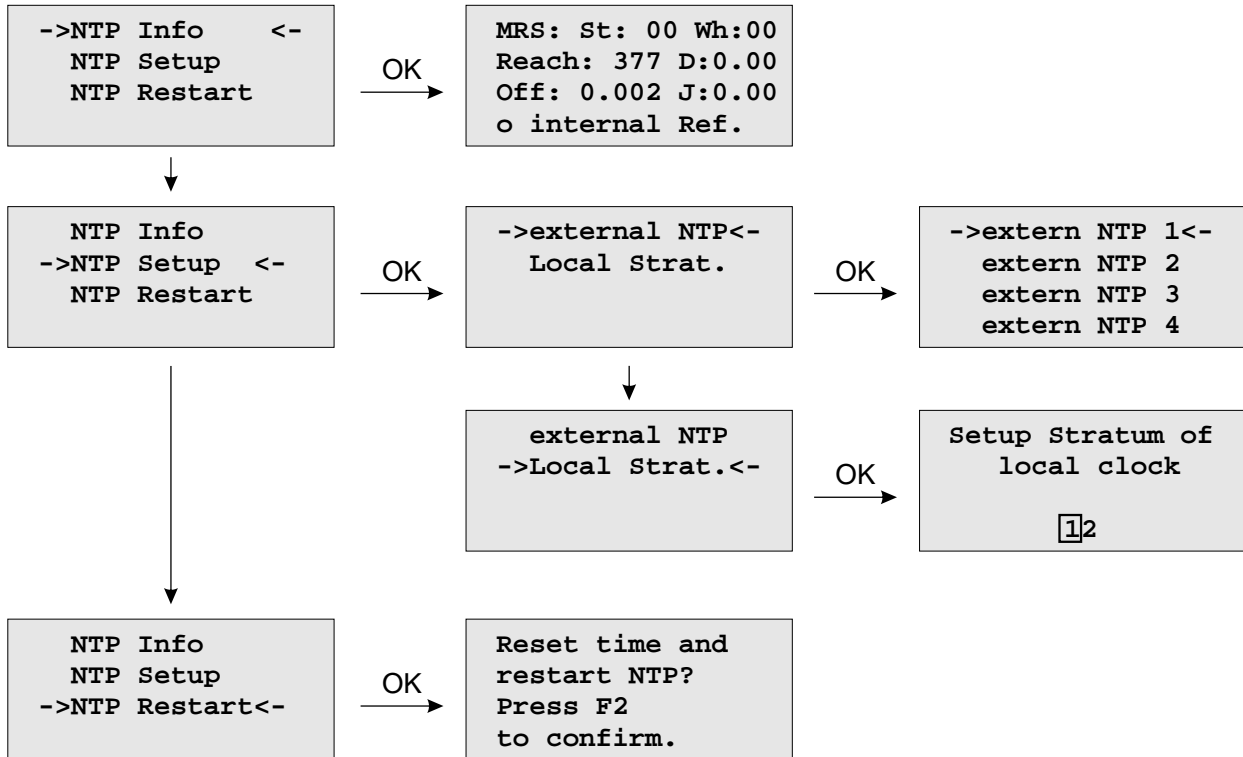 ->NTP Info <-
NTP Setup
NTP Restart
OK
MRS: St: 00 Wh:00
Reach: 377 D:0.00
Off: 0.002 J:0.00
o internal Ref.
NTP Info
->NTP Setup <-
NTP Restart
OK
->external NTP<-
Local Strat.
OK
->extern NTP 1<-
extern NTP 2
extern NTP 3
extern NTP 4
external NTP
->Local Strat.<-
OK
Setup Stratum of
local clock
12
NTP Info
NTP Setup
->NTP Restart<-
OK
Reset time and
restart NTP?
Press F2
to confirm.